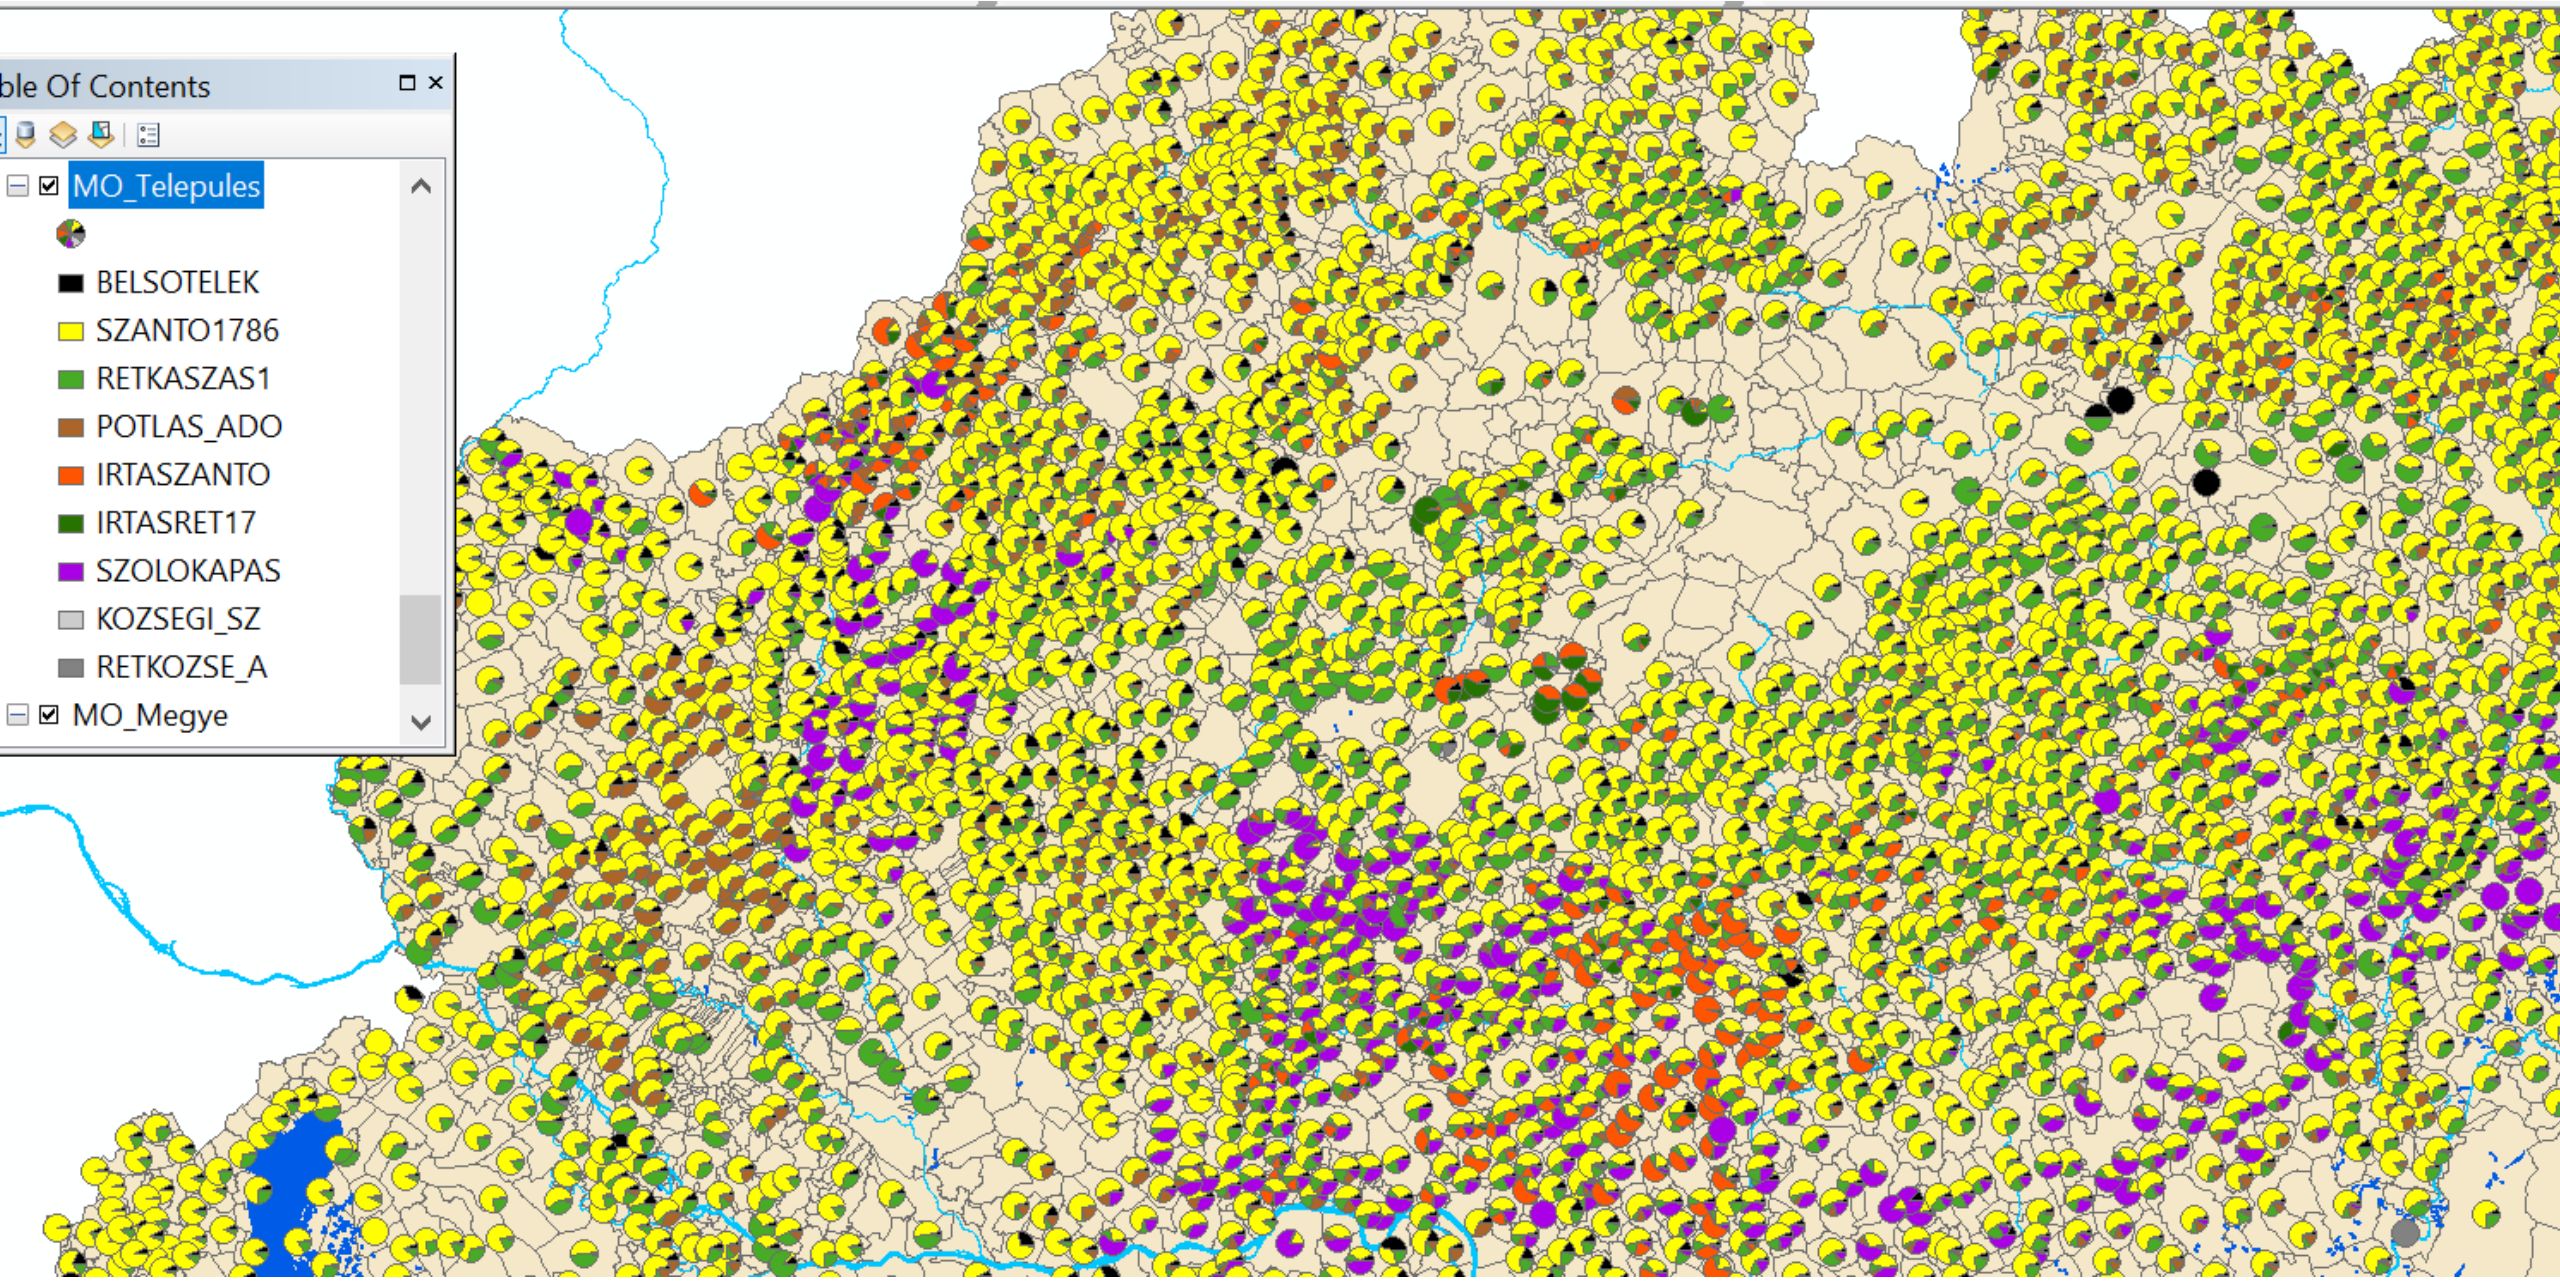 ble Of Contents
MO_Telepules
BELSOTELEK
SZANTO1786
RETKASZAS1
POTLAS_ADO
IRTASZANTO
IRTASRET17
SZOLOKAPAS
KOZSEGI_SZ
RETKOZSE_A
MO_Megye